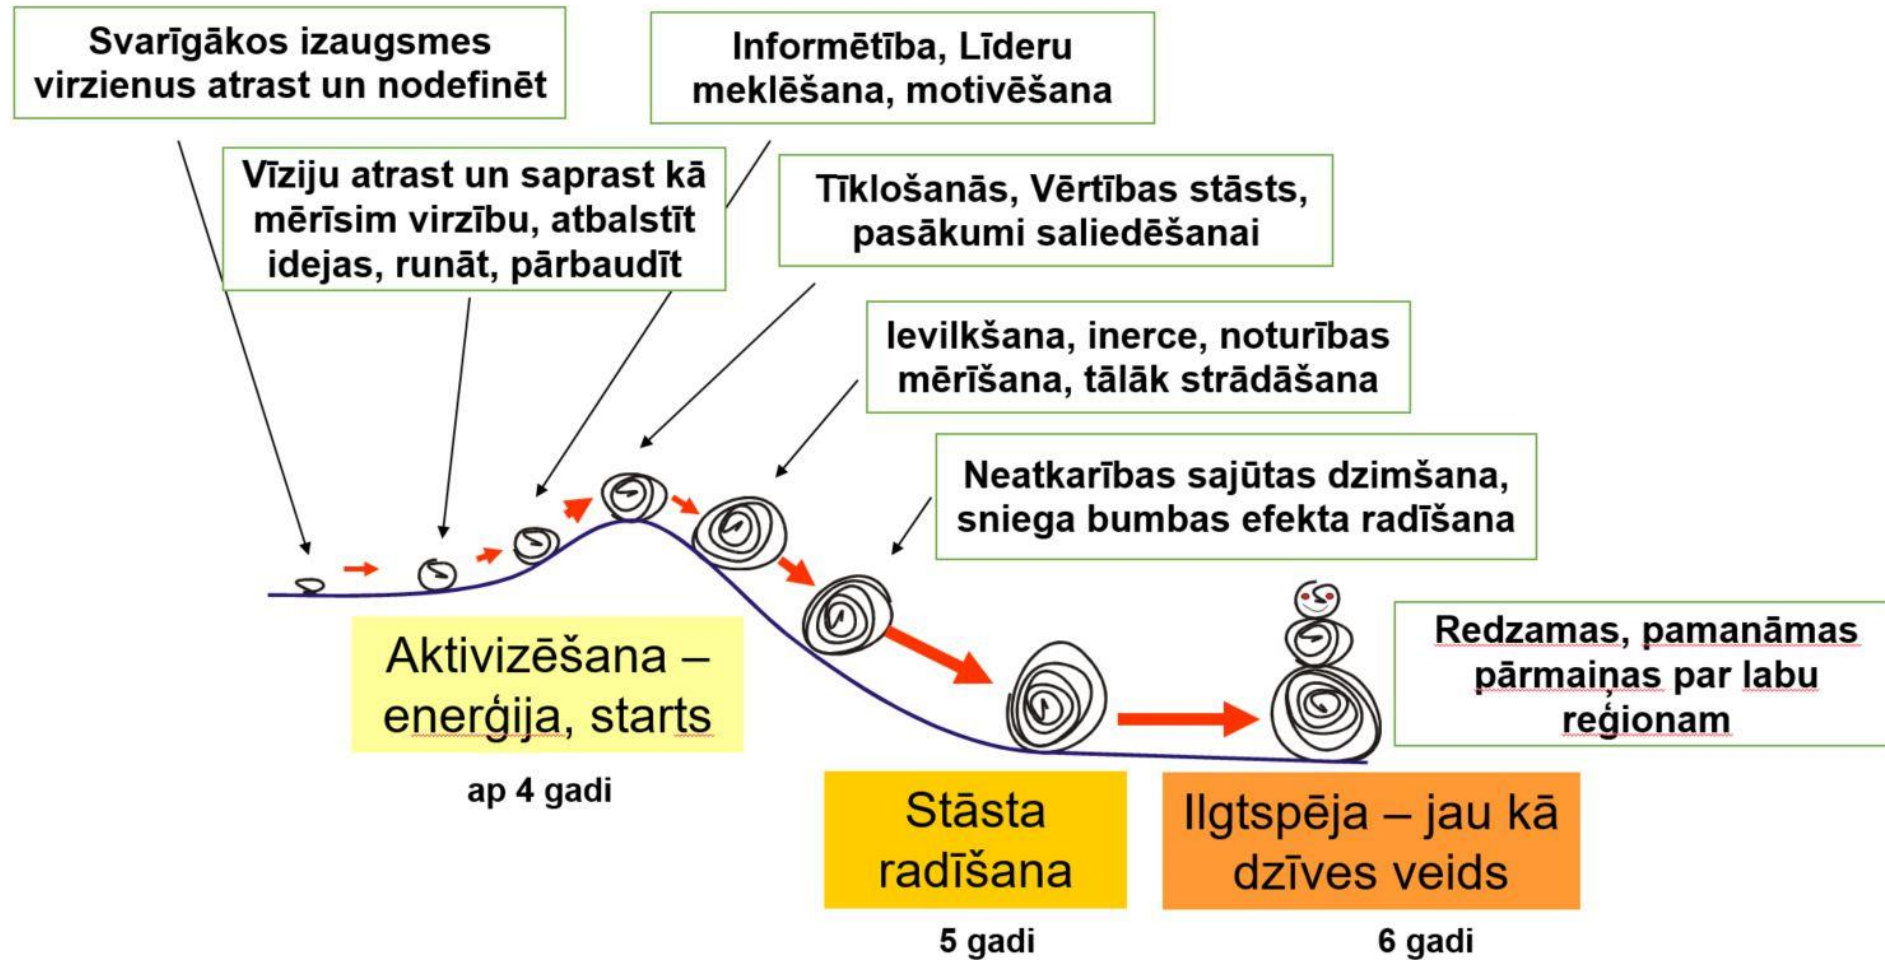 Svarīgākos izaugsmes
virzienus atrast un nodefinēt
Informētība, Līderu
meklēšana, motivēšana
Vīziju atrast un saprast kā
mērīsim virzību, atbalstīt
idejas, runāt, pārbaudīt
Tīklošanās, Vērtības stāsts,
pasākumi saliedēšanai
Ievilkšana, inerce, noturības
mērīšana, tālāk strādāšana
Neatkarības sajūtas dzimšana,
sniega bumbas efekta radīšana
Redzamas, pamanāmas
pārmaiņas par labu
reģionam
Aktivizēšana –
enerģija, starts
ap 4 gadi
Stāsta
radīšana
5 gadi
Ilgtspēja – jau kā
dzīves veids
6 gadi